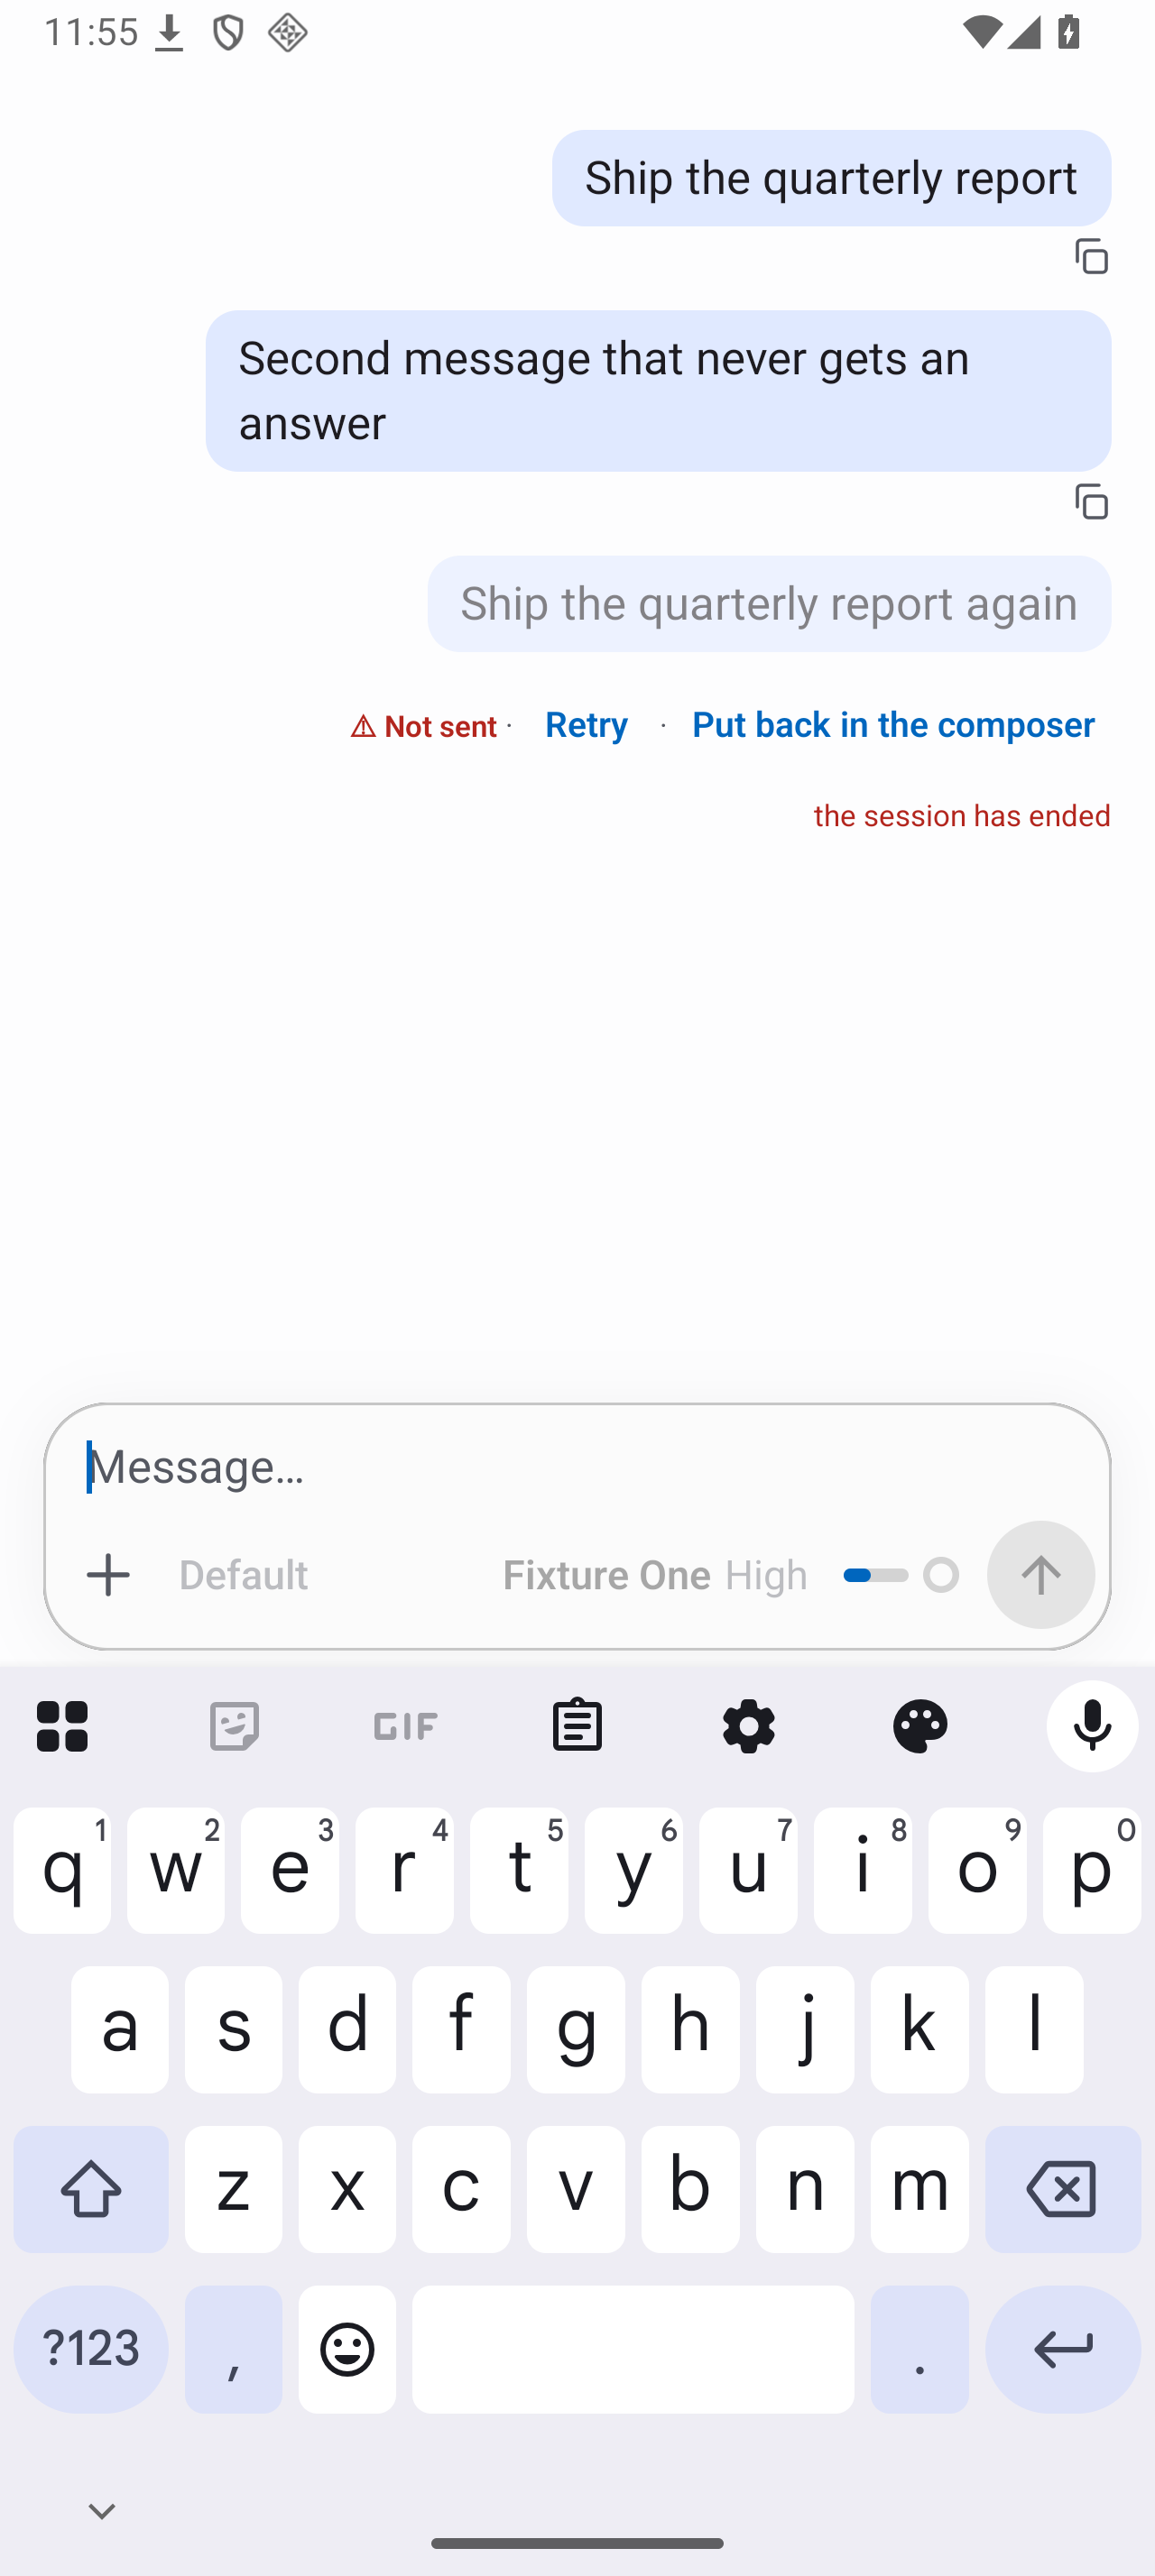 11:55
Ship the quarterly report
Second message that never gets an
answer
Ship the quarterly report again
⚠ Not sent · Retry · Put back in the composer
the session has ended
Message…
Default Fixture One High
GIF
q1 w2 e3 r4 t5 y6 u7 i8 o9 p0
a s d f g h j k l
z x c v b n m
?123 , .